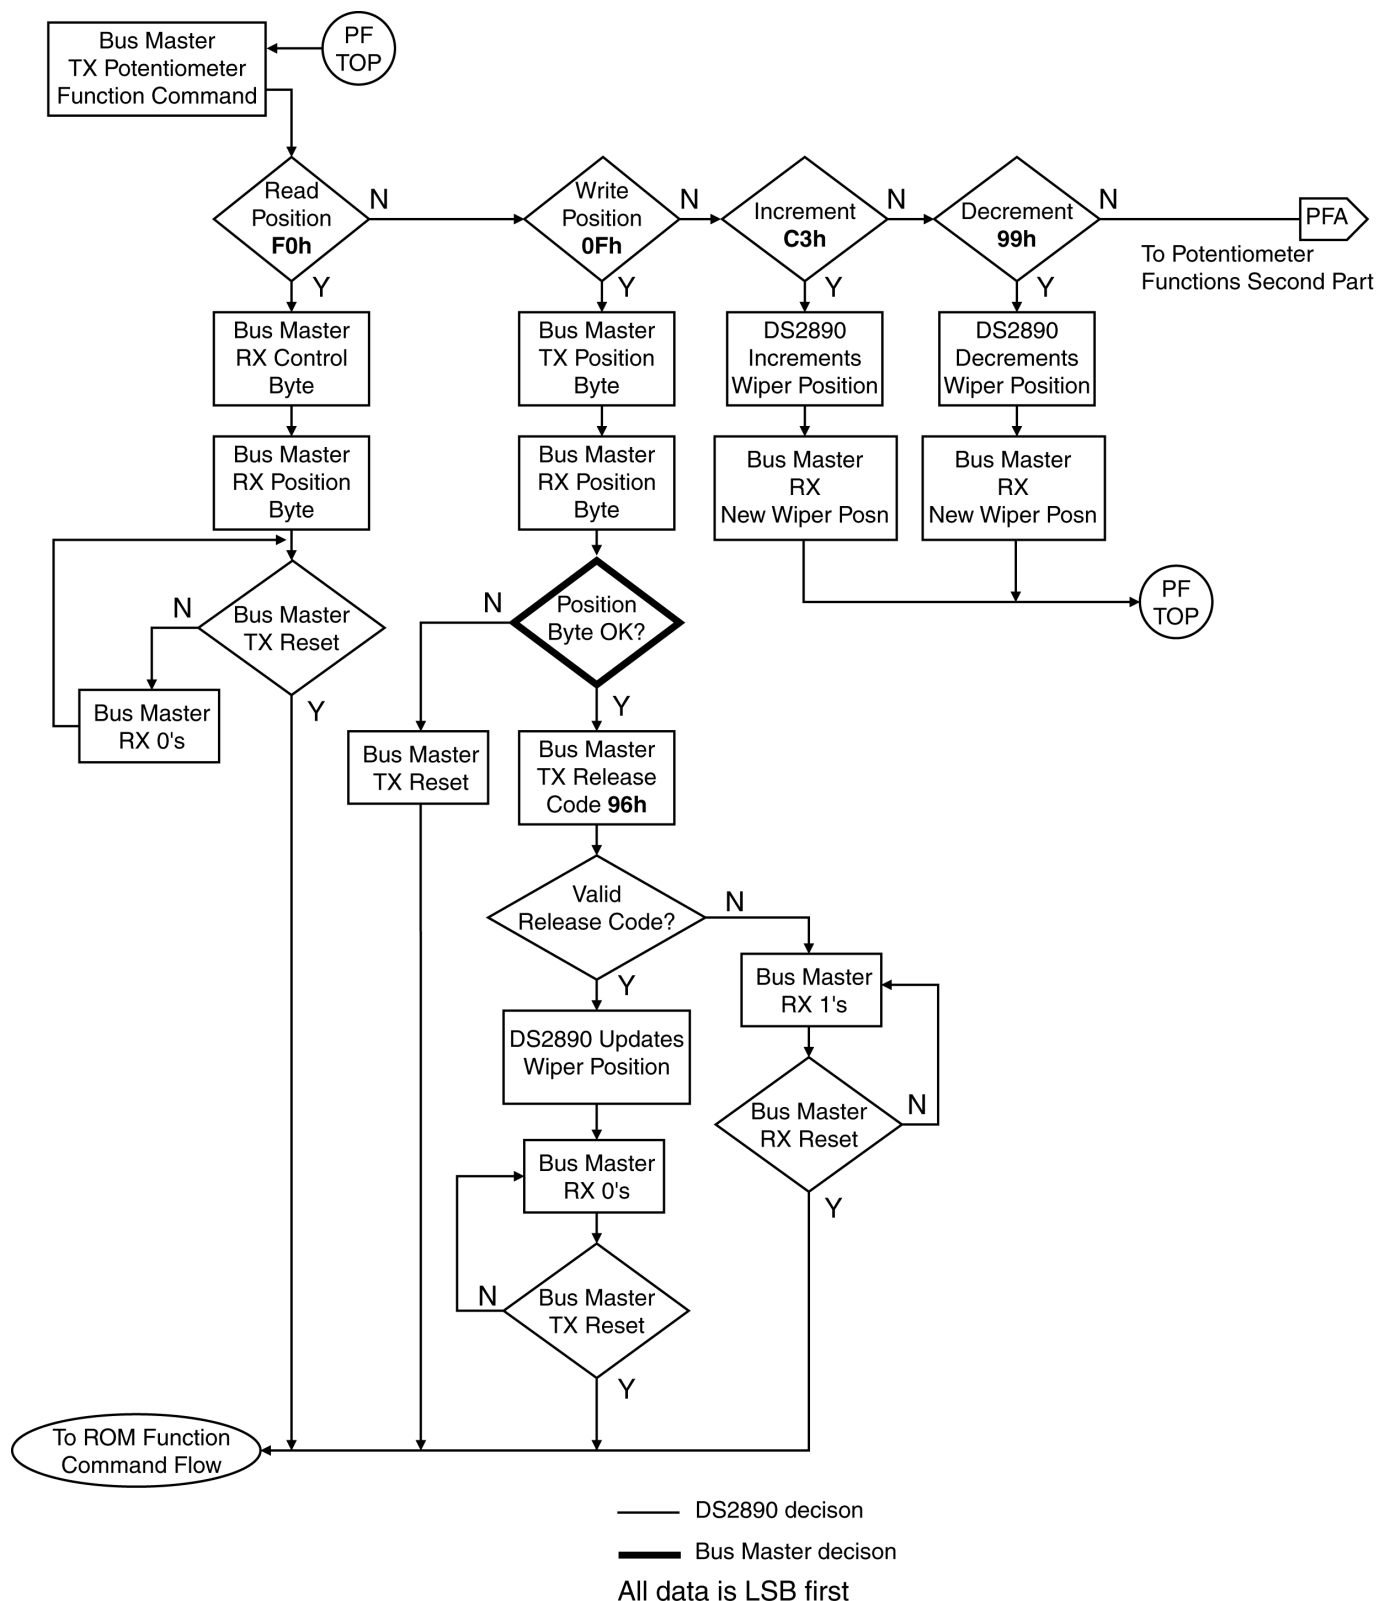 Bus Master
TX Potentiometer
Function Command
PF
TOP
Read
Position
F0h
N
Write
Position
0Fh
N
Increment
C3h
N
Decrement
99h
N
PFA
To Potentiometer
Functions Second Part
Y
Y
Y
Y
Bus Master
RX Control
Byte
Bus Master
TX Position
Byte
DS2890
Increments
Wiper Position
DS2890
Decrements
Wiper Position
Bus Master
RX Position
Byte
Bus Master
RX Position
Byte
Bus Master
RX
New Wiper Posn
Bus Master
RX
New Wiper Posn
N
Bus Master
TX Reset
N
Position
Byte OK?
PF
TOP
Y
Y
Bus Master
RX 0's
Bus Master
TX Reset
Bus Master
TX Release
Code 96h
Valid
Release Code?
N
Y
Bus Master
RX 1's
DS2890 Updates
Wiper Position
Bus Master
RX Reset
N
Y
Bus Master
RX 0's
N
Bus Master
TX Reset
Y
To ROM Function
Command Flow
DS2890 decison
Bus Master decison
All data is LSB first